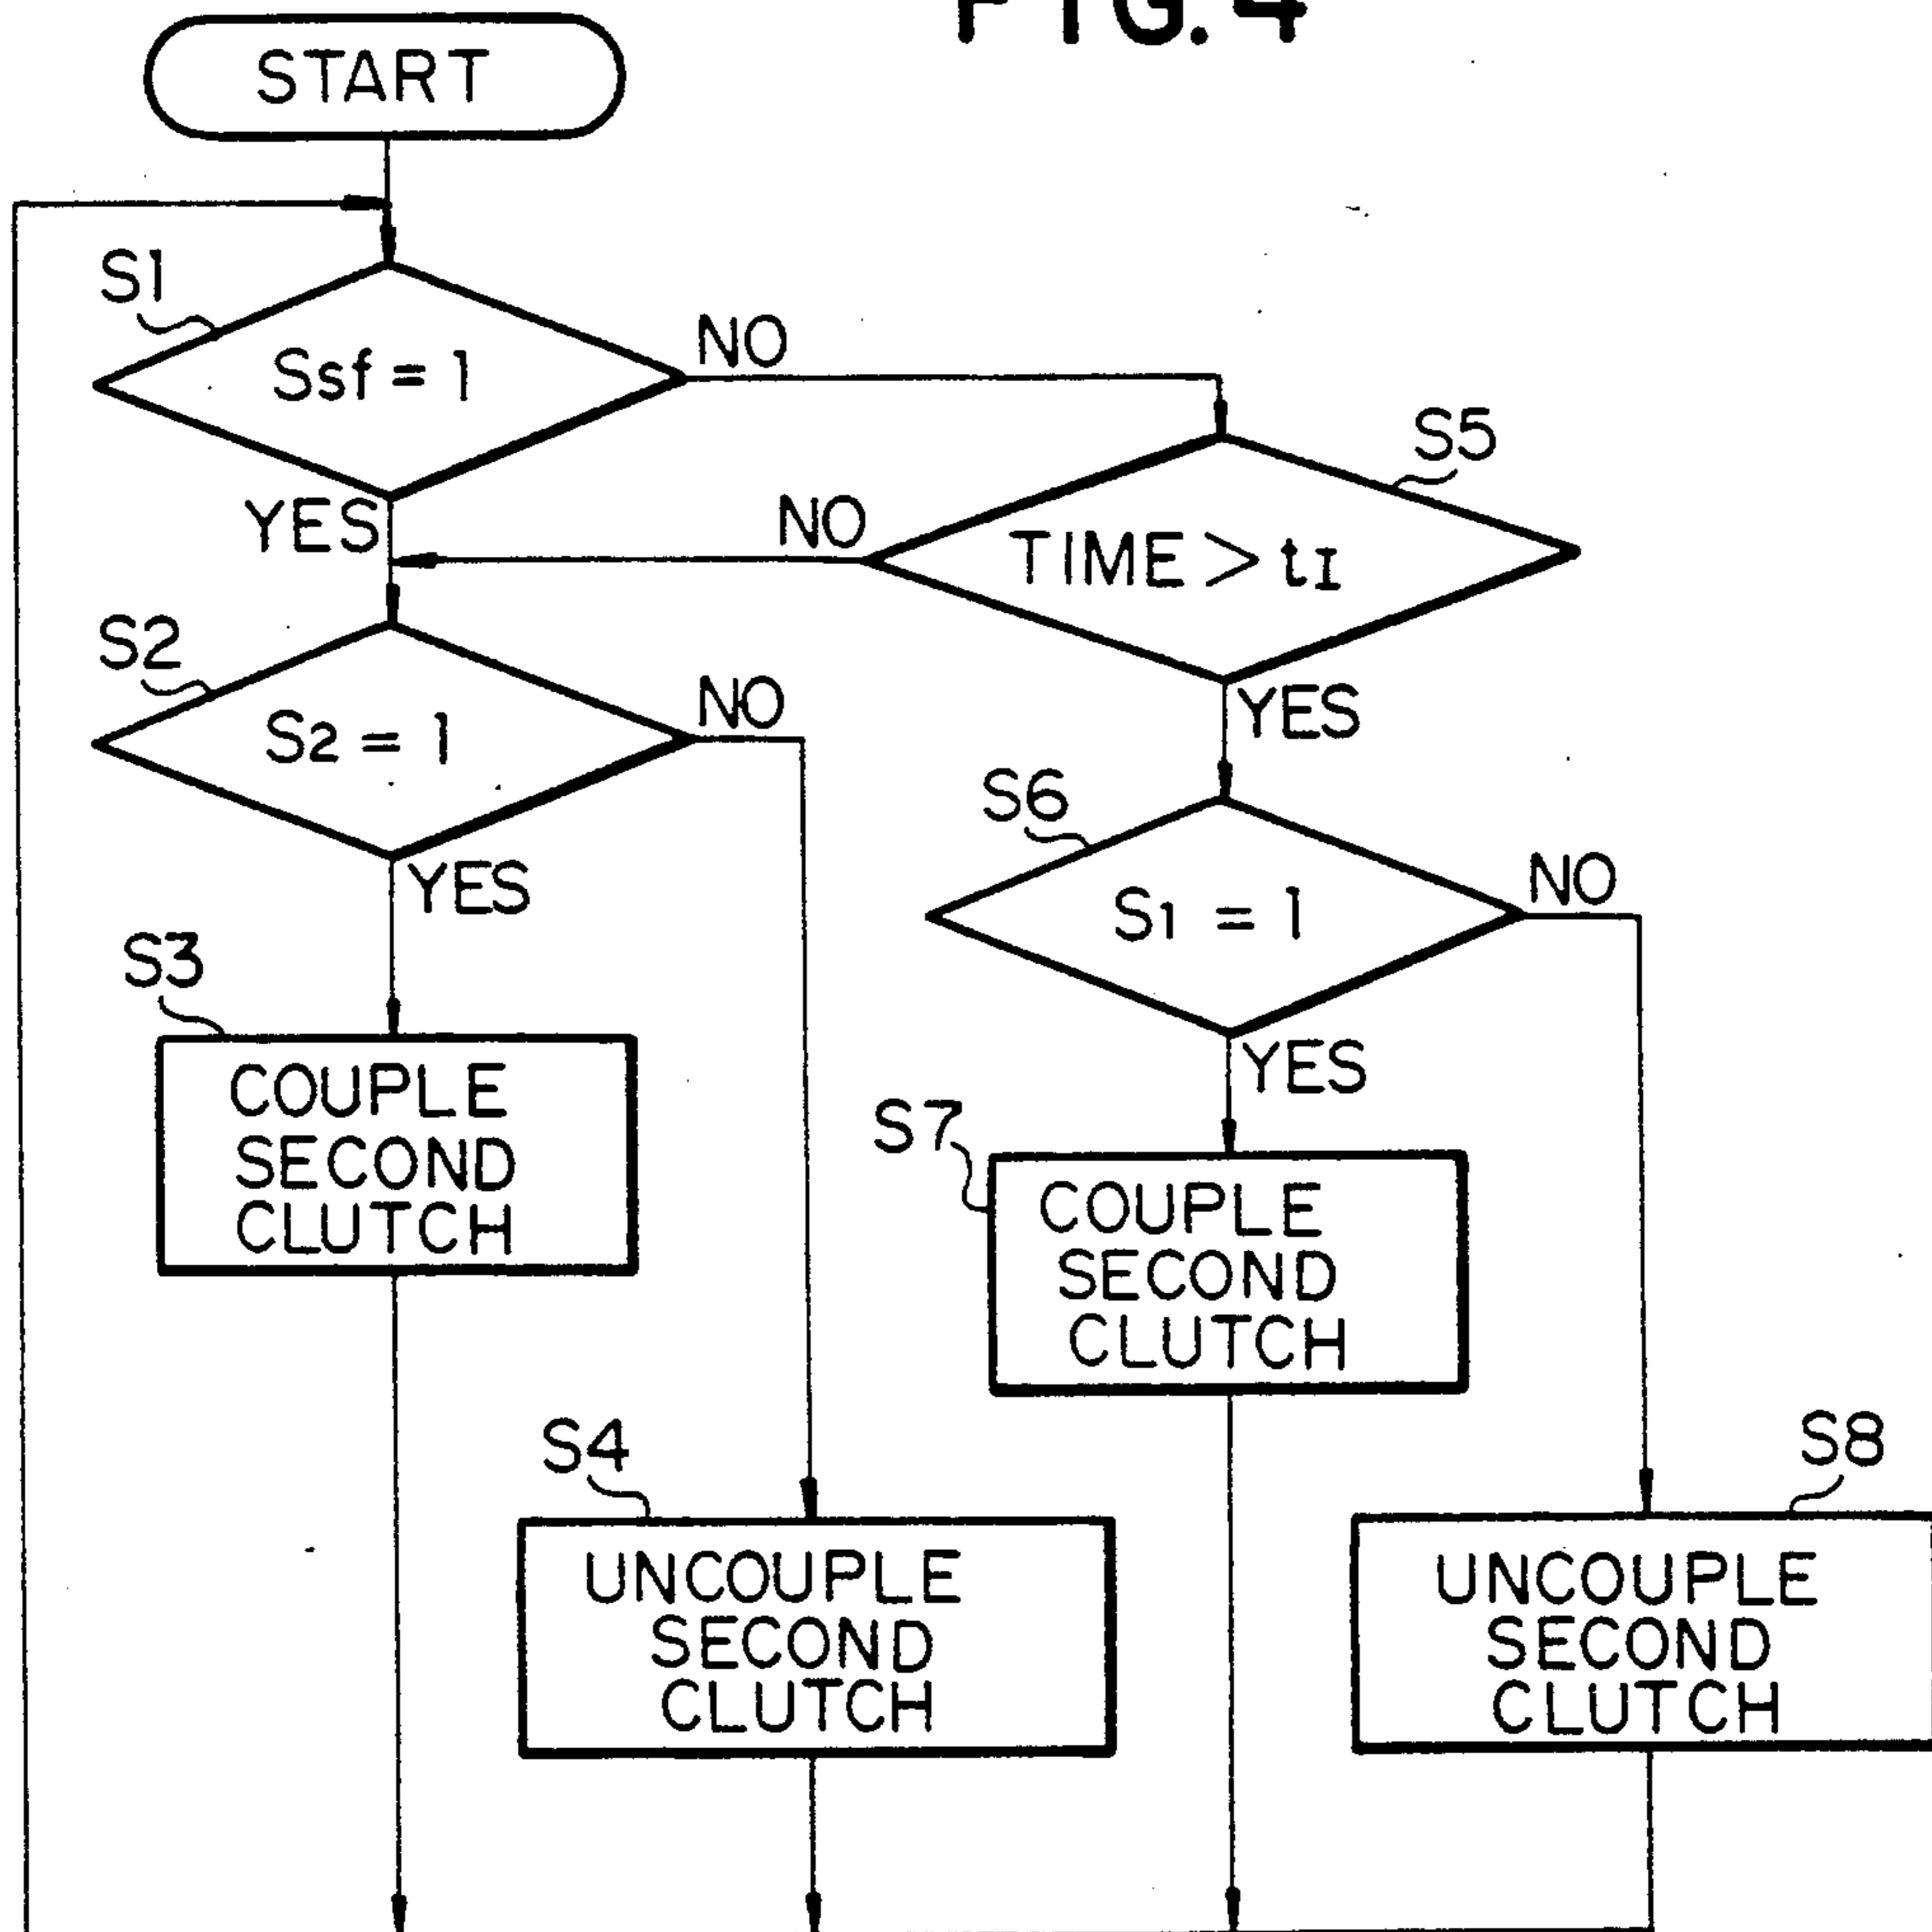 FIG. 4
START
S1
Ssf = 1
NO
YES
S5
TIME > tI
NO
YES
S2
S2 = 1
NO
YES
S6
S1 = 1
NO
YES
S3
COUPLE
SECOND
CLUTCH
S7
COUPLE
SECOND
CLUTCH
S4
UNCOUPLE
SECOND
CLUTCH
S8
UNCOUPLE
SECOND
CLUTCH